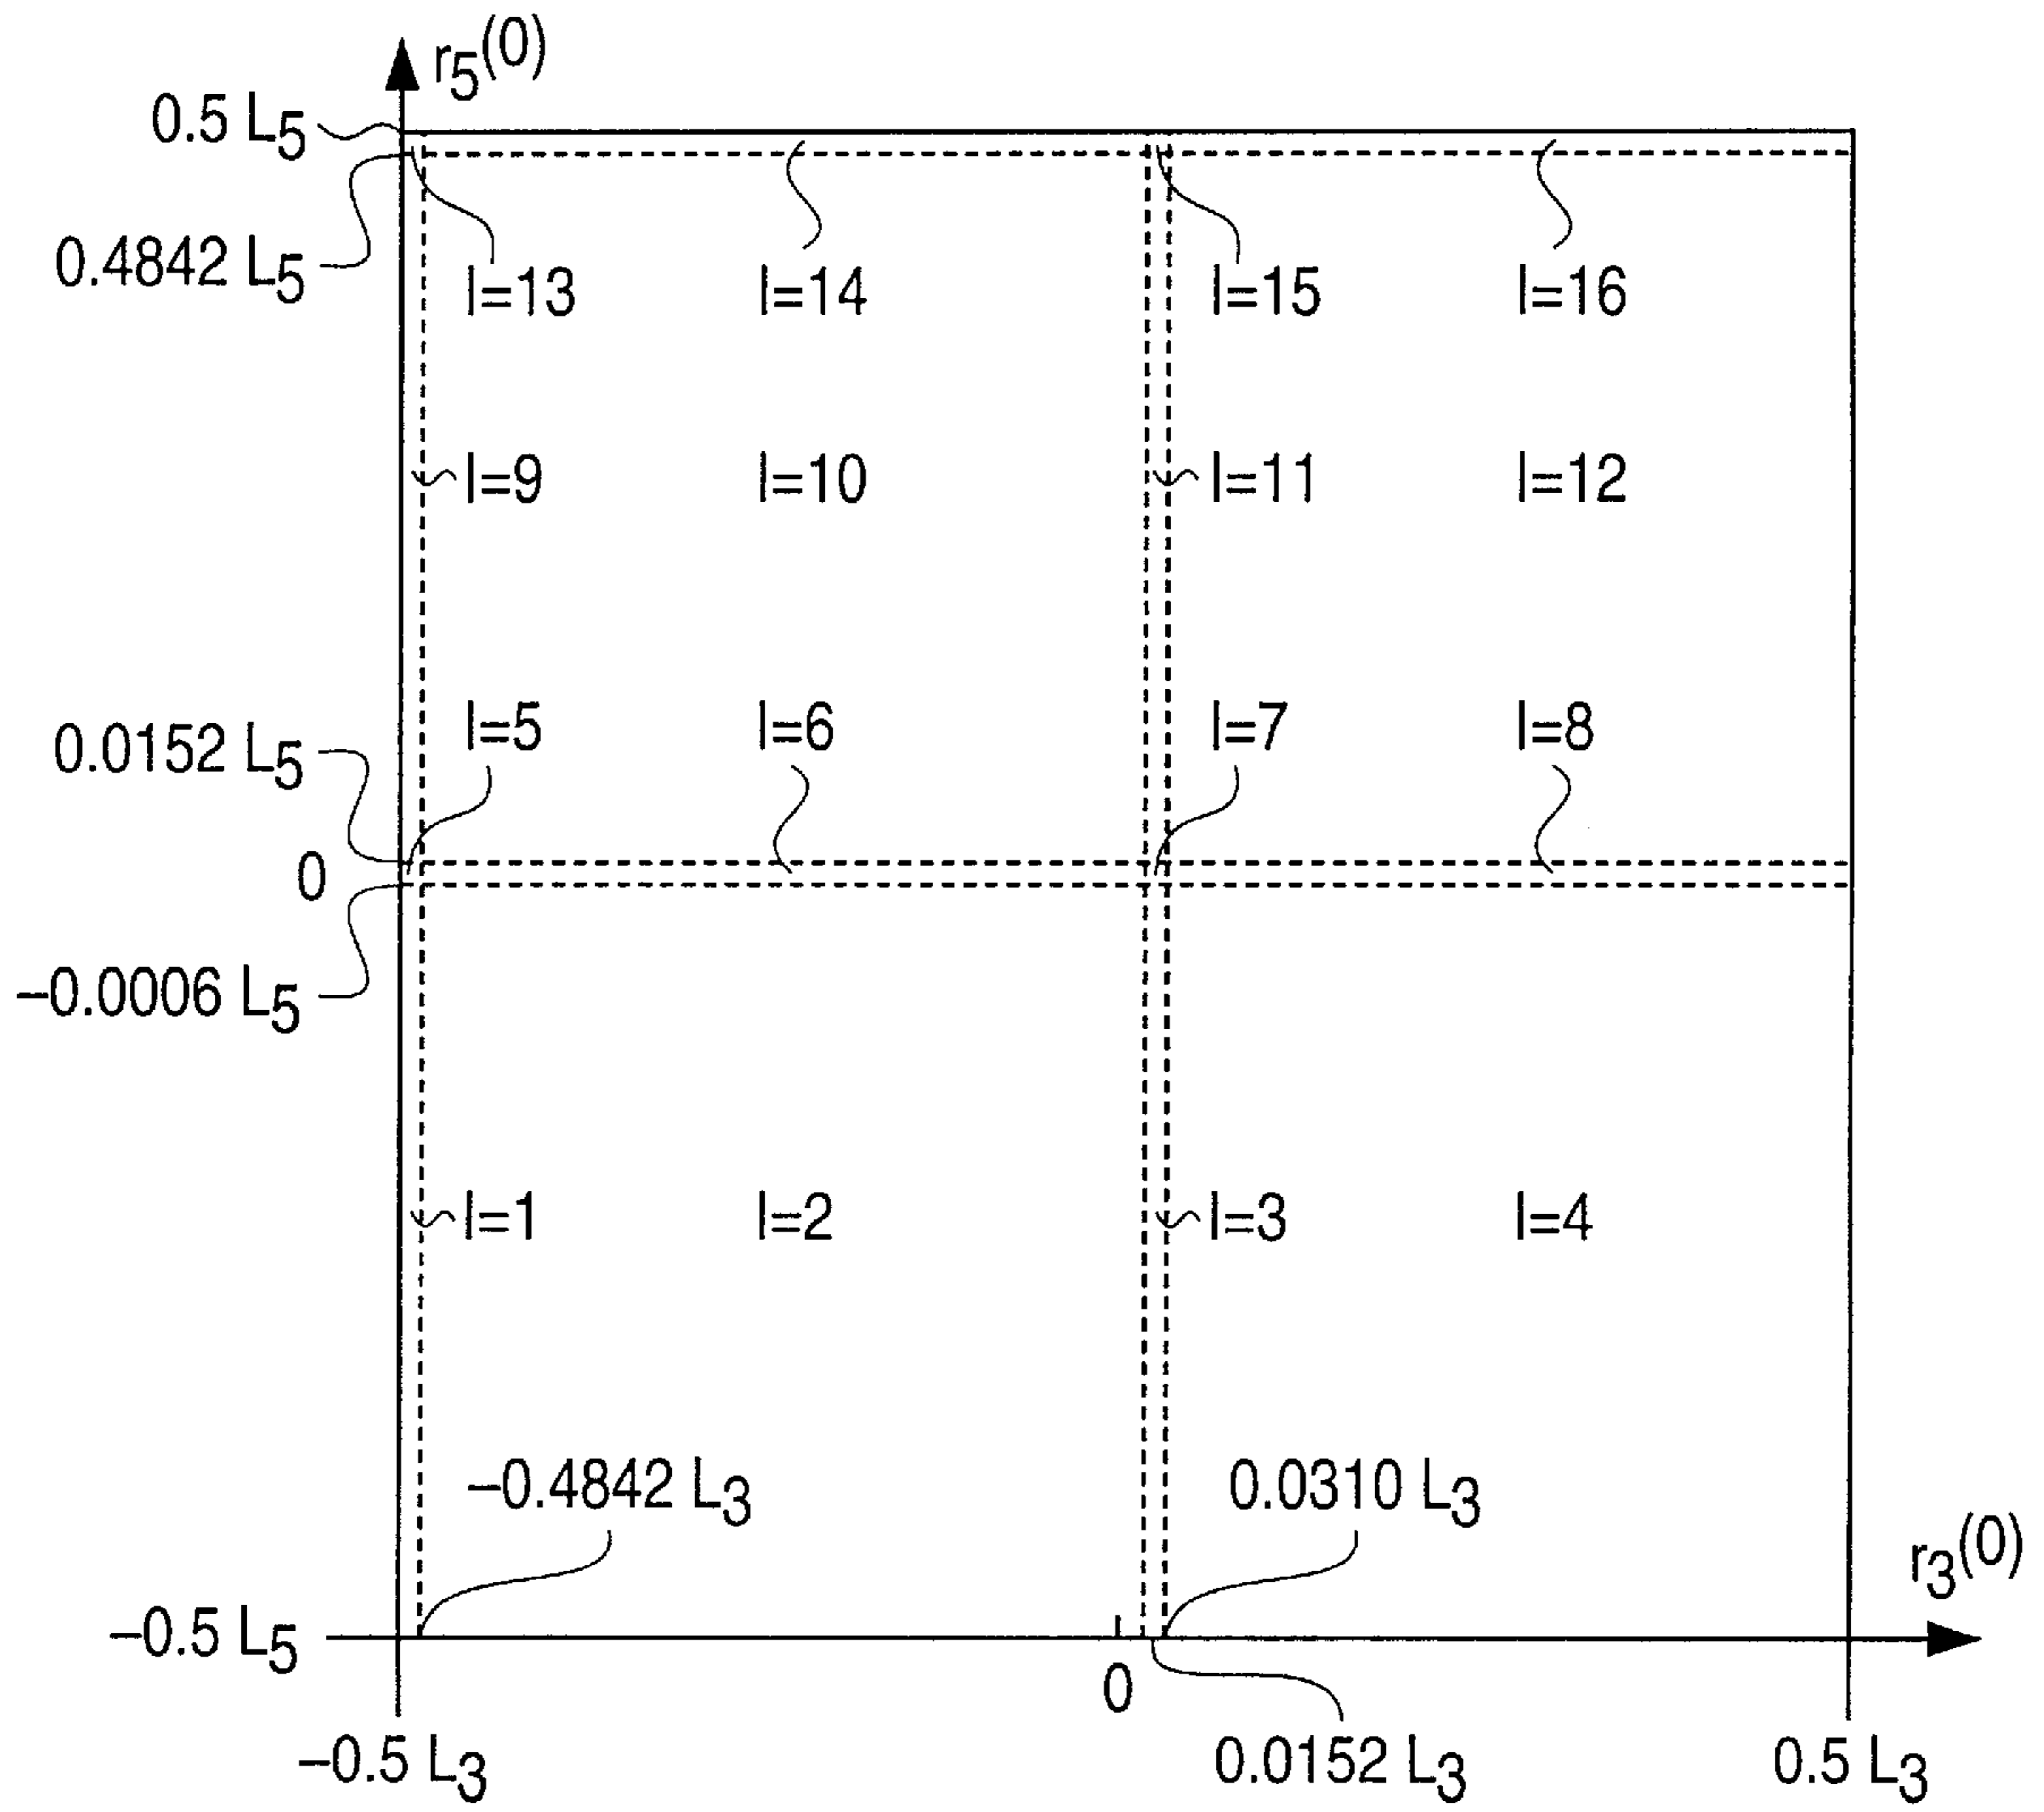 r5(0)
0.5 L5
0.4842 L5
l=13 l=14 l=15 l=16
l=9 l=10 l=11 l=12
l=5 l=6 l=7 l=8
0.0152 L5
0
−0.0006 L5
l=1 l=2 l=3 l=4
−0.4842 L3 0.0310 L3
r3(0)
−0.5 L5
0
−0.5 L3 0.0152 L3 0.5 L3